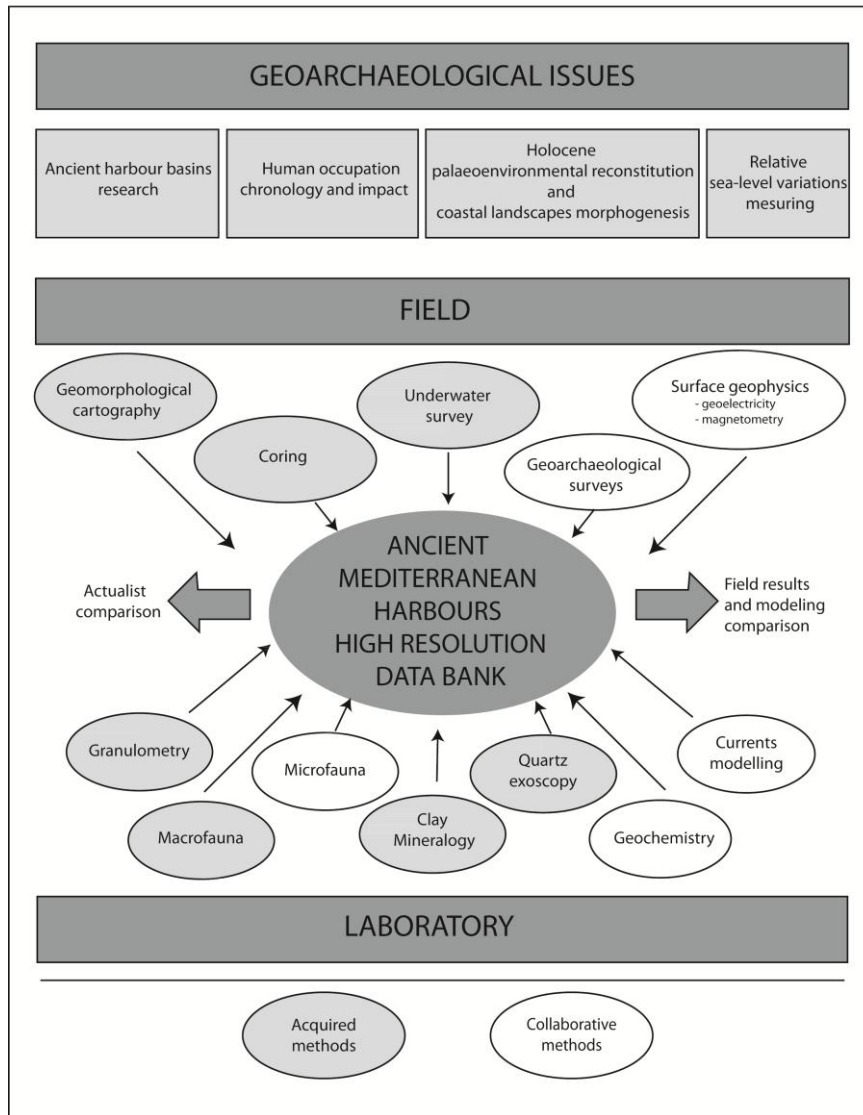 GEOARCHAEOLOGICAL ISSUES
Ancient harbour basins
research
Human occupation
chronology and impact
Holocene
palaeoenvironmental reconstitution
and
coastal landscapes morphogenesis
Relative
sea-level variations
mesuring
FIELD
Geomorphological
cartography
Coring
Underwater
survey
Geoarchaeological
surveys
Surface geophysics
- geoelectricity
- magnetometry
ANCIENT
MEDITERRANEAN
HARBOURS
HIGH RESOLUTION
DATA BANK
Actualist
comparison
Field results
and modeling
comparison
Granulometry
Macrofauna
Microfauna
Clay
Mineralogy
Quartz
exoscopy
Geochemistry
Currents
modelling
LABORATORY
Acquired
methods
Collaborative
methods